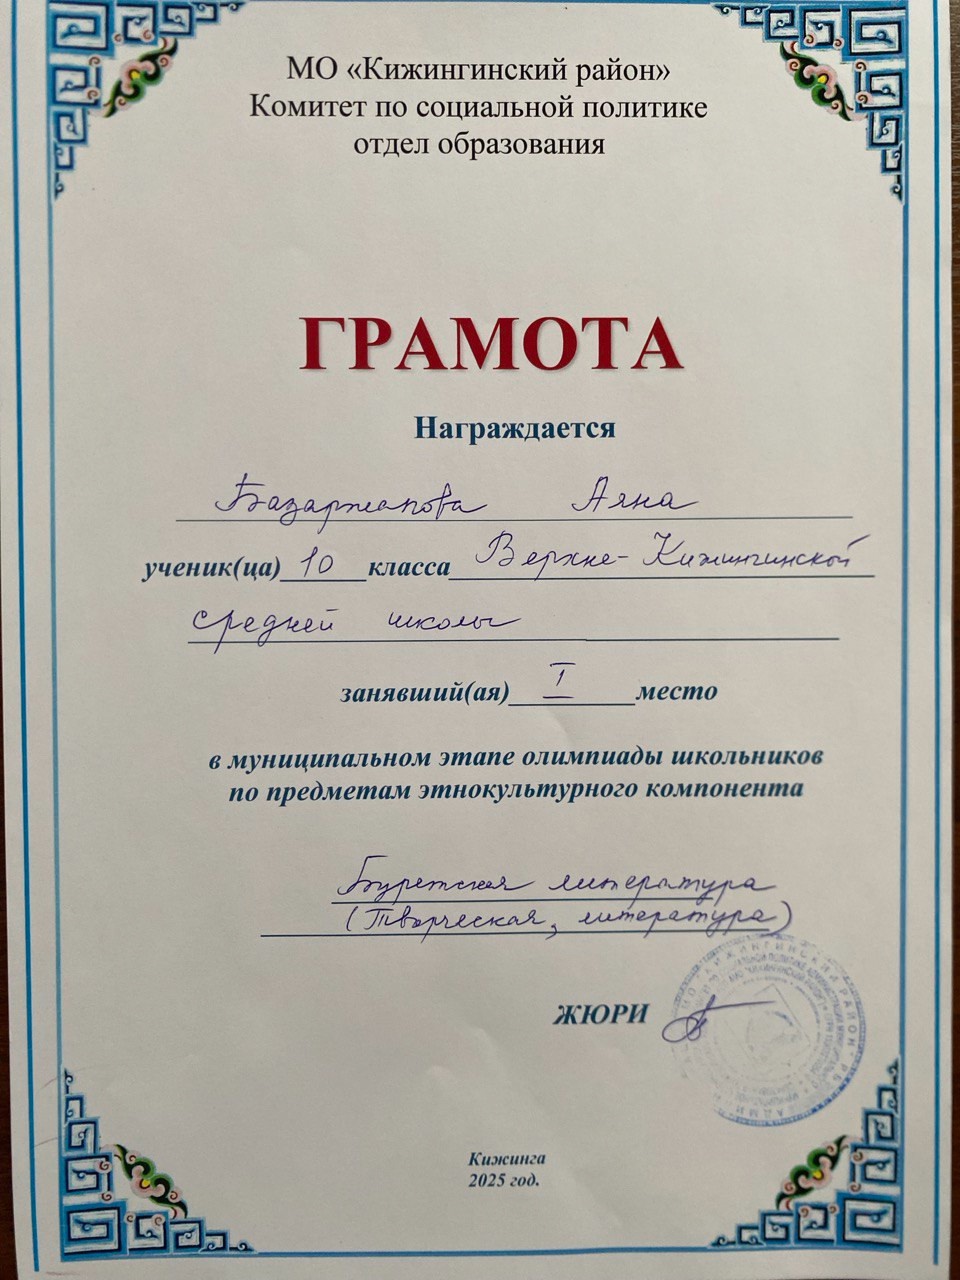 МО «Кижингинский район»
Комитет по социальной политике
отдел образования
ГРАМОТА
Награждается
Базаржапова Аяна
ученик(ца) 10 класса Верхне-Кижингинской
средней школы
занявший(ая) I место
в муниципальном этапе олимпиады школьников
по предметам этнокультурного компонента
Бурятская литература
(Творческая, литература)
ЖЮРИ
Кижинга
2025 год.